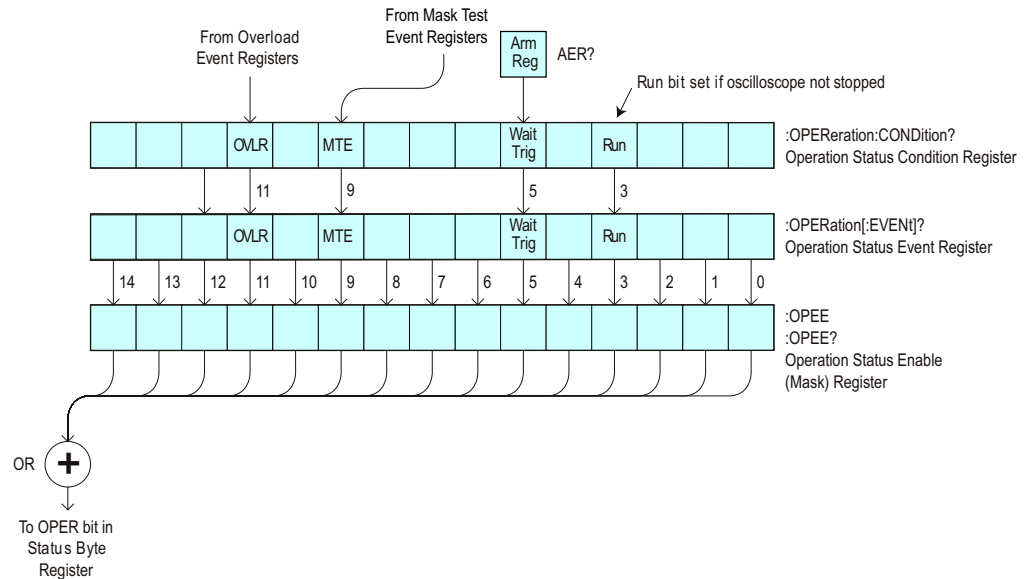 From Mask Test
Event Registers
From Overload
Event Registers
Arm
Reg
AER?
Run bit set if oscilloscope not stopped
OVLR
MTE
Wait
Trig
Run
:OPEReration:CONDition?
Operation Status Condition Register
11
9
5
3
OVLR
MTE
Wait
Trig
Run
:OPERation[:EVENt]?
Operation Status Event Register
14 13 12 11 10 9 8 7 6 5 4 3 2 1 0
:OPEE
:OPEE?
Operation Status Enable
(Mask) Register
OR
+
To OPER bit in
Status Byte
Register